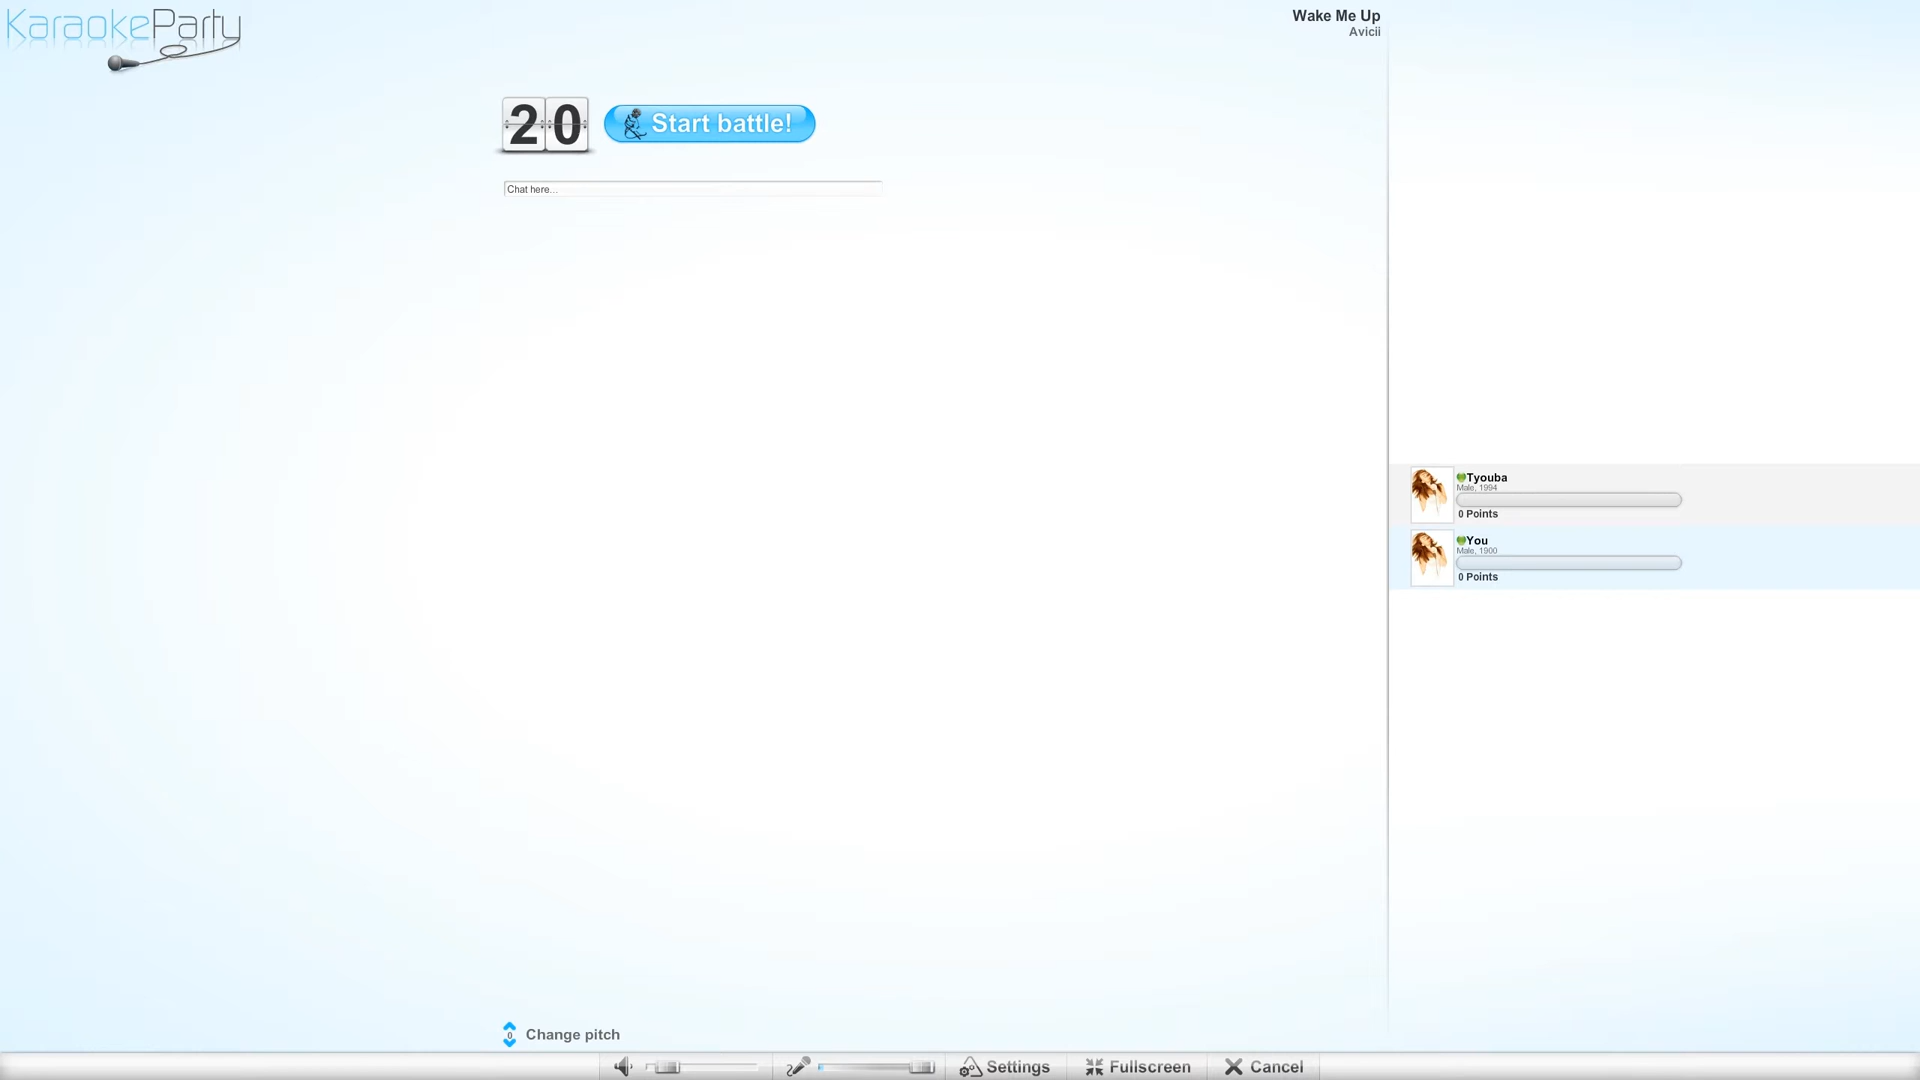 KaraokeParty
Wake Me Up
Avicii
20
Start battle!
Chat here...
Tyouba
Male, 1994
0 Points
You
Male, 1900
0 Points
0
Change pitch
Settings
Fullscreen
Cancel